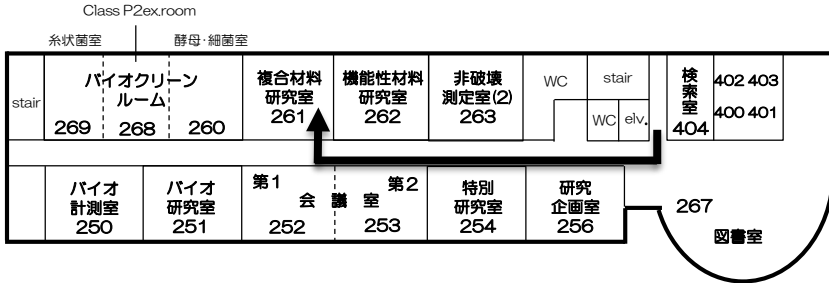 Class P2ex.room
糸状菌室
酵母・細菌室
stair
バイオクリーン
ルーム
269
268
260
複合材料
研究室
261
機能性材料
研究室
262
非破壊
測定室(2)
263
WC
stair
WC
elv.
検
索
室
404
402 403
400 401
バイオ
計測室
250
バイオ
研究室
251
第1
第2
会 議 室
252
253
特別
研究室
254
研究
企画室
256
267
図書室